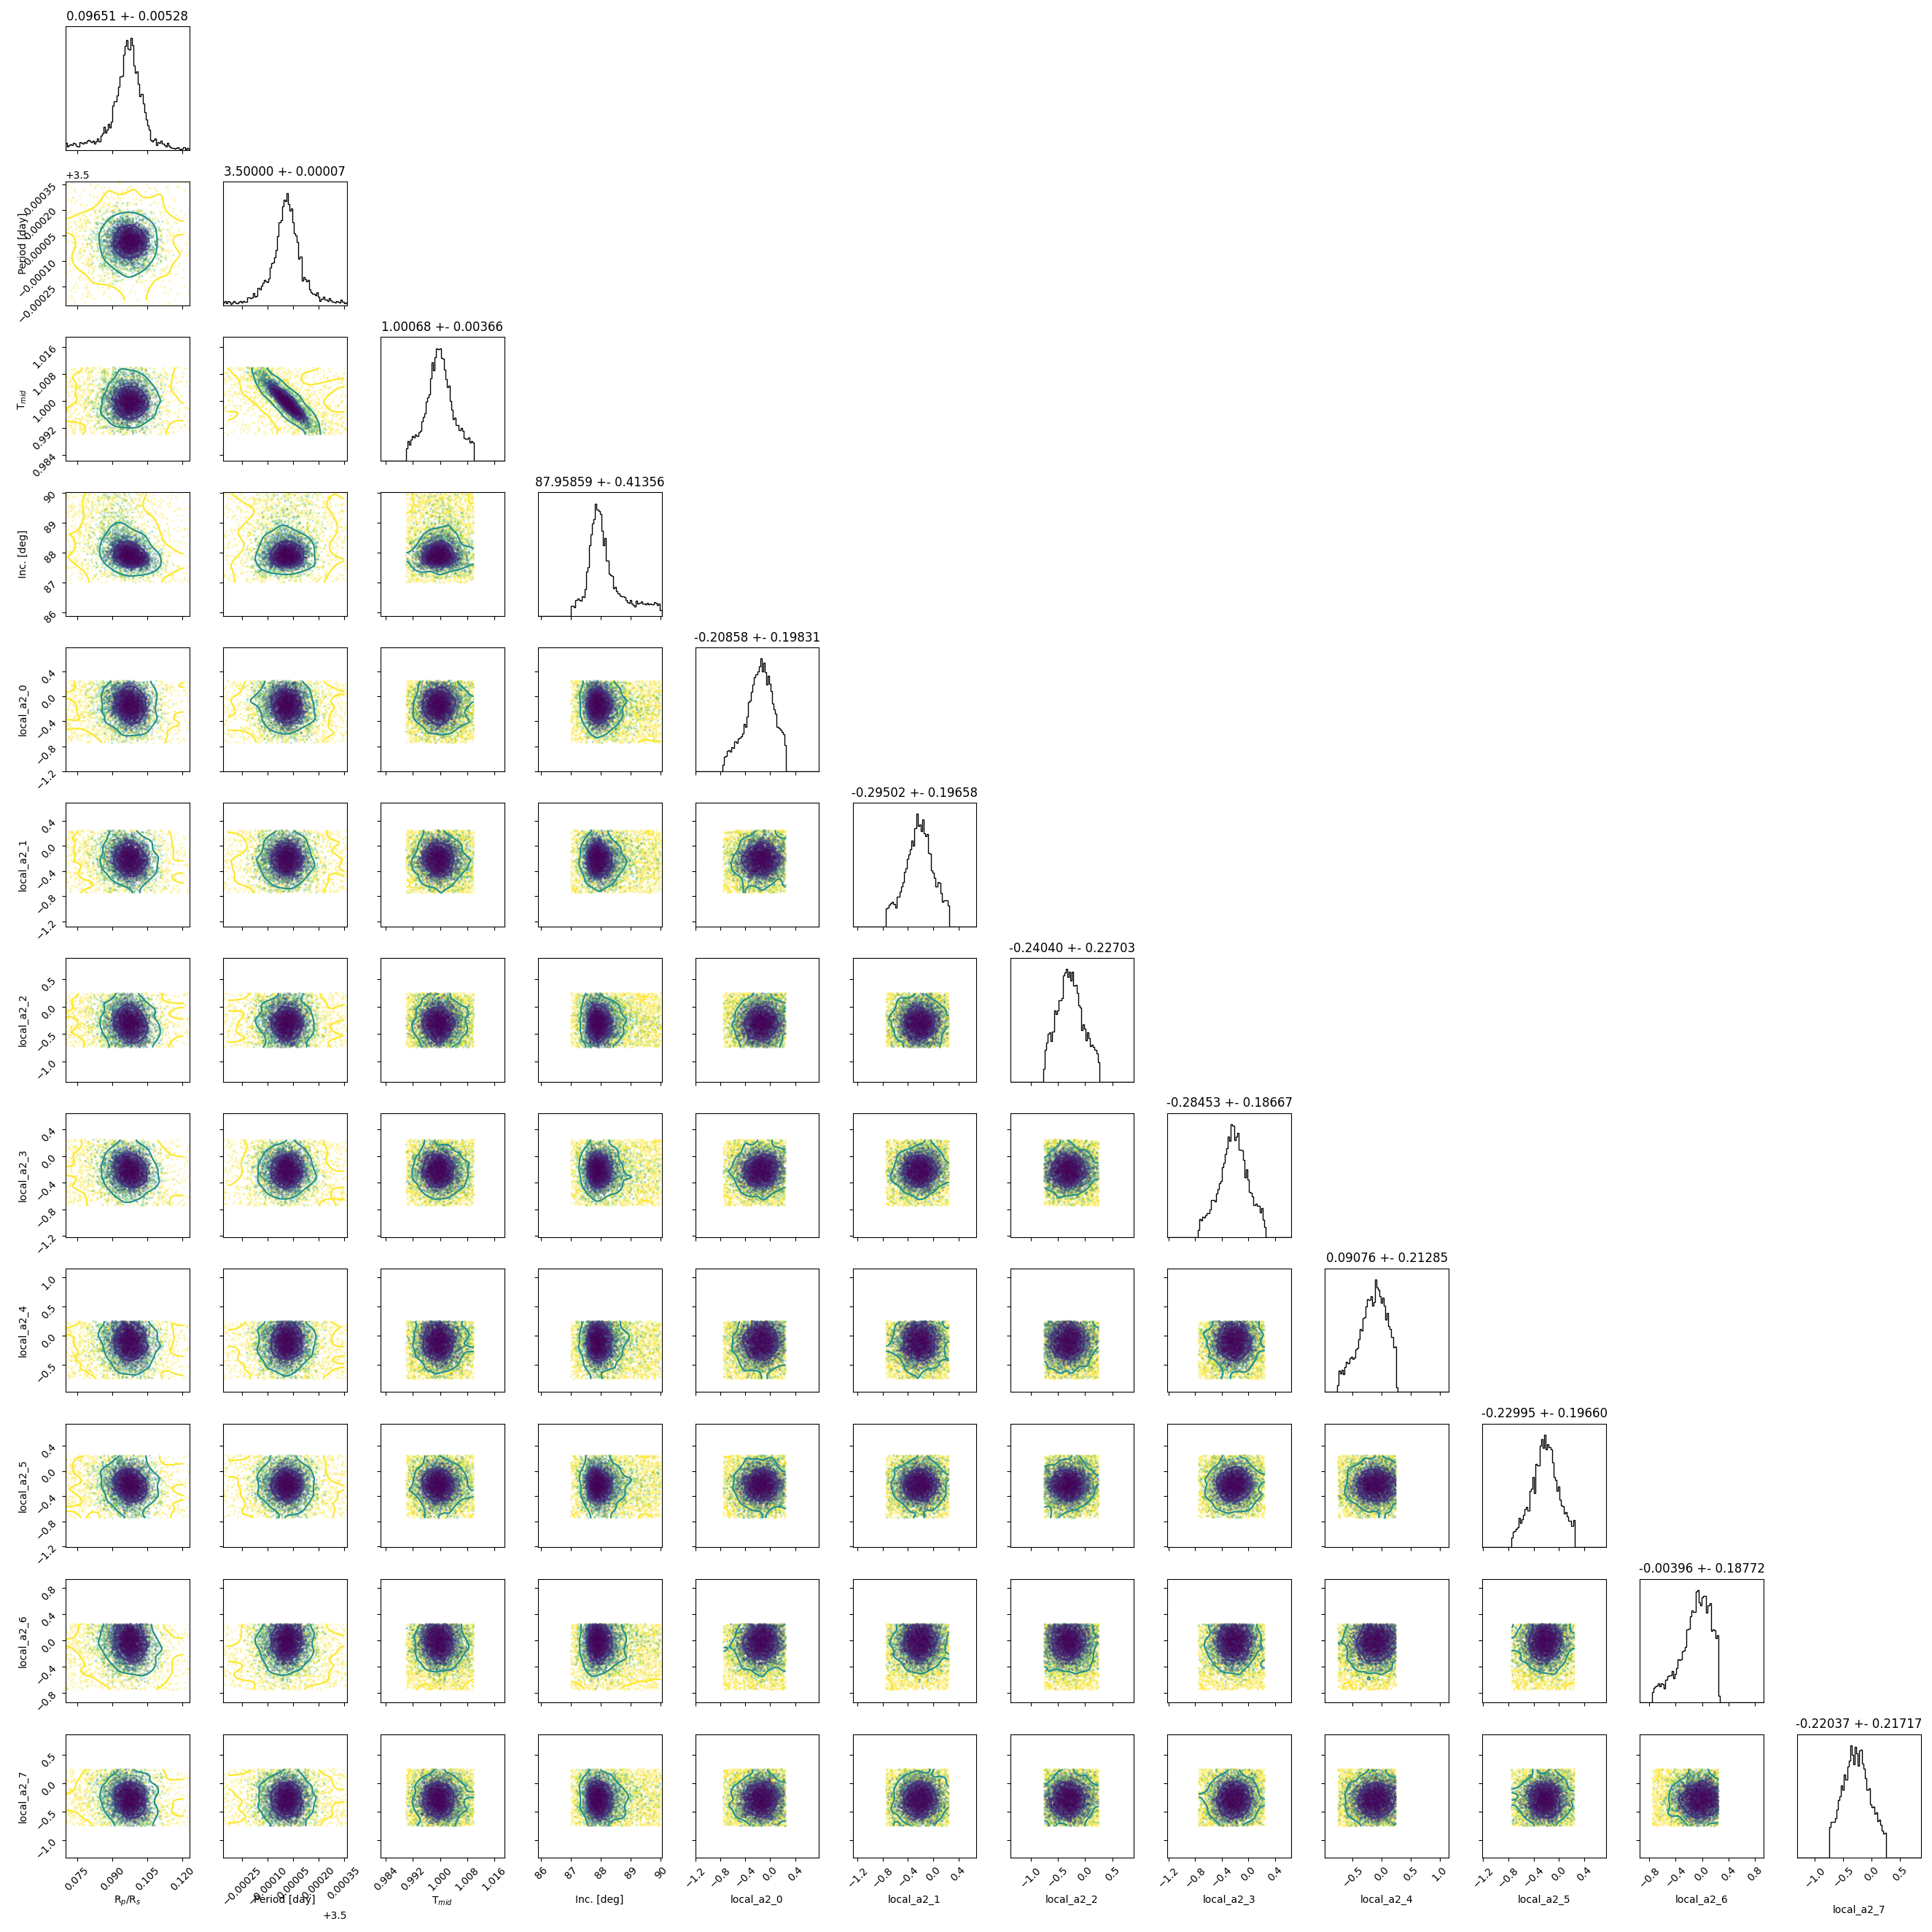 0.09651 +- 0.00528
+3.5
3.50000 +- 0.00007
Period [day]
0.00035
0.00020
0.00005
−0.00010
−0.00025
1.00068 +- 0.00366
T_mid
1.016
1.008
1.000
0.992
0.984
87.95859 +- 0.41356
Inc. [deg]
90
89
88
87
86
-0.20858 +- 0.19831
local_a2_0
0.4
0.0
−0.4
−0.8
−1.2
-0.29502 +- 0.19658
local_a2_1
0.4
0.0
−0.4
−0.8
−1.2
-0.24040 +- 0.22703
local_a2_2
0.5
0.0
−0.5
−1.0
-0.28453 +- 0.18667
local_a2_3
0.4
0.0
−0.4
−0.8
−1.2
0.09076 +- 0.21285
local_a2_4
1.0
0.5
0.0
−0.5
-0.22995 +- 0.19660
local_a2_5
0.4
0.0
−0.4
−0.8
−1.2
-0.00396 +- 0.18772
local_a2_6
0.8
0.4
0.0
−0.4
−0.8
-0.22037 +- 0.21717
local_a2_7
0.5
0.0
−0.5
−1.0
0.075 0.090 0.105 0.120
R_p/R_s
−0.00025 −0.00010 0.00005 0.00020 0.00035
Period [day]
+3.5
0.984 0.992 1.000 1.008 1.016
T_mid
86 87 88 89 90
Inc. [deg]
−1.2 −0.8 −0.4 0.0 0.4
local_a2_0
−1.2 −0.8 −0.4 0.0 0.4
local_a2_1
−1.0 −0.5 0.0 0.5
local_a2_2
−1.2 −0.8 −0.4 0.0 0.4
local_a2_3
−0.5 0.0 0.5 1.0
local_a2_4
−1.2 −0.8 −0.4 0.0 0.4
local_a2_5
−0.8 −0.4 0.0 0.4 0.8
local_a2_6
−1.0 −0.5 0.0 0.5
local_a2_7